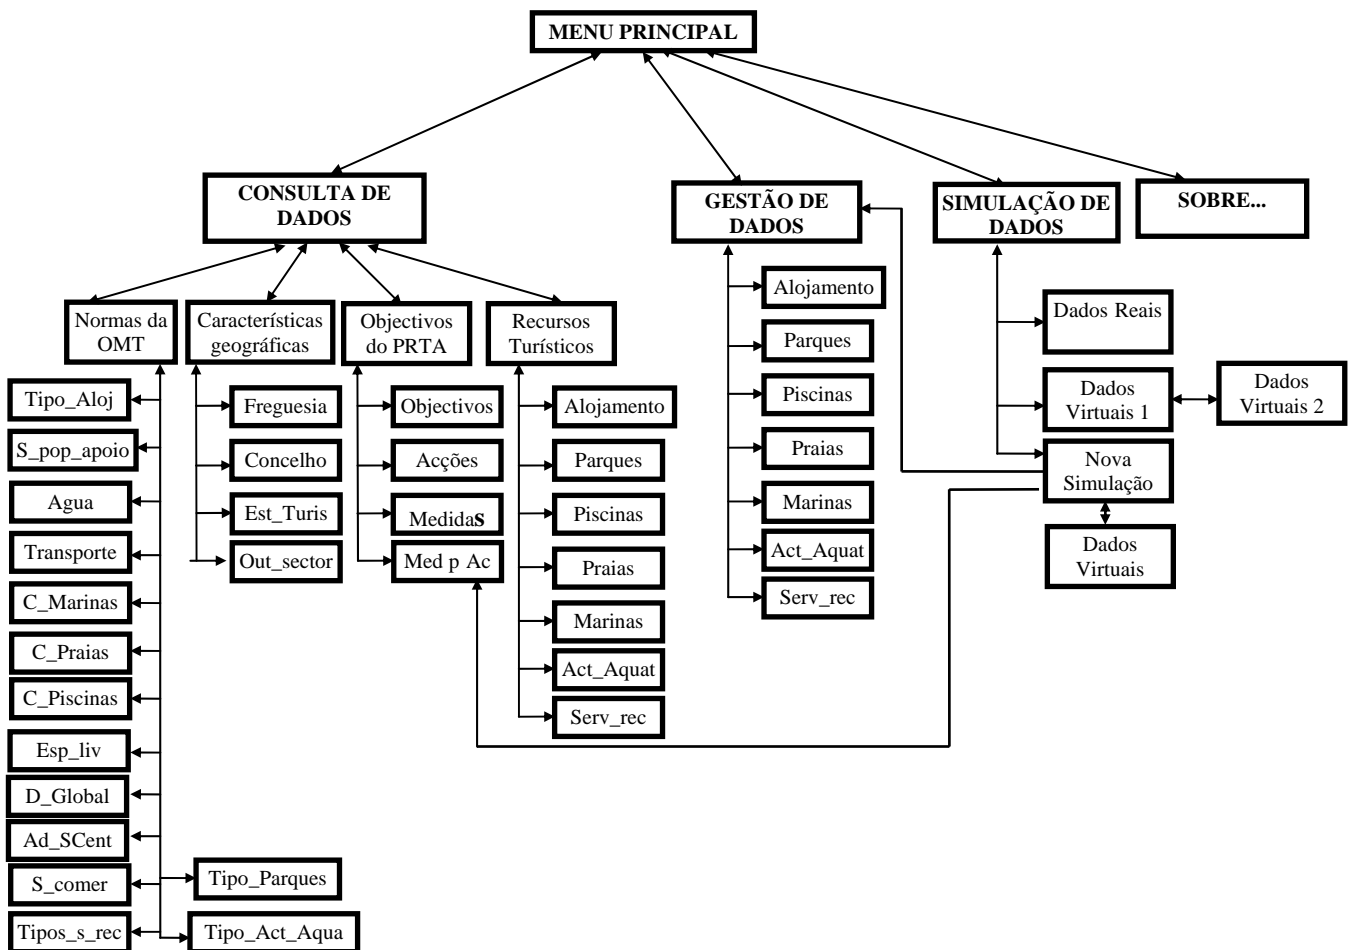 MENU PRINCIPAL
CONSULTA DE
DADOS
GESTÃO DE
DADOS
SIMULAÇÃO DE
DADOS
SOBRE...
Normas da
OMT
Características
geográficas
Objectivos
do PRTA
Recursos
Turísticos
Tipo_Aloj
S_pop_apoio
Agua
Transporte
C_Marinas
C_Praias
C_Piscinas
Esp_liv
D_Global
Ad_SCent
S_comer
Tipos_s_rec
Tipo_Parques
Tipo_Act_Aqua
Freguesia
Concelho
Est_Turis
Out_sector
Objectivos
Acções
Medidas
Med p Ac
Alojamento
Parques
Piscinas
Praias
Marinas
Act_Aquat
Serv_rec
Alojamento
Parques
Piscinas
Praias
Marinas
Act_Aquat
Serv_rec
Dados Reais
Dados
Virtuais 1
Dados
Virtuais 2
Nova
Simulação
Dados
Virtuais